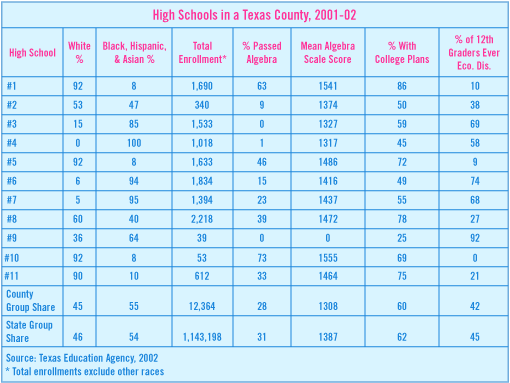 High Schools in a Texas County, 2001-02
High School White % Black, Hispanic, & Asian % Total Enrollment* % Passed Algebra Mean Algebra Scale Score % With College Plans % of 12th Graders Ever Eco. Dis.
#1 92 8 1,690 63 1541 86 10
#2 53 47 340 9 1374 50 38
#3 15 85 1,533 0 1327 59 69
#4 0 100 1,018 1 1317 45 58
#5 92 8 1,633 46 1486 72 9
#6 6 94 1,834 15 1416 49 74
#7 5 95 1,394 23 1437 55 68
#8 60 40 2,218 39 1472 78 27
#9 36 64 39 0 0 25 92
#10 92 8 53 73 1555 69 0
#11 90 10 612 33 1464 75 21
County Group Share 45 55 12,364 28 1308 60 42
State Group Share 46 54 1,143,198 31 1387 62 45
Source: Texas Education Agency, 2002
* Total enrollments exclude other races